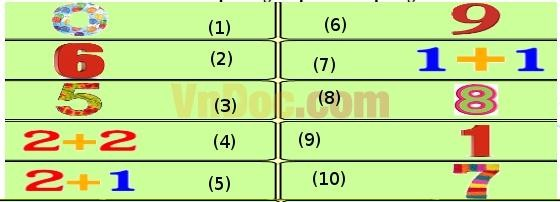 0 (1) (6) 9
6 (2) (7) 1 + 1
5 (3) (8) 8
VnDoc.com
2+2 (4) (9) 1
2+1 (5) (10) 7